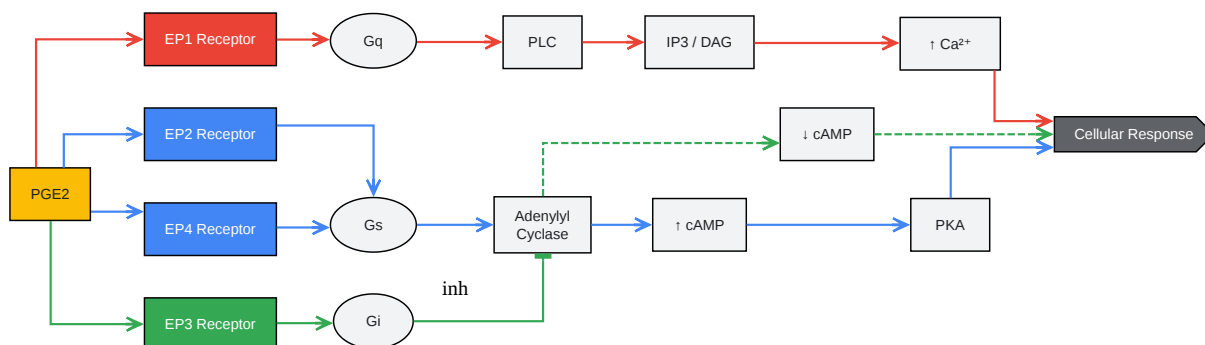 EP1 Receptor
Gq
PLC
IP3 / DAG
↑ Ca²⁺
EP2 Receptor
↓ cAMP
Cellular Response
PGE2
EP4 Receptor
Gs
Adenylyl
Cyclase
↑ cAMP
PKA
inh
EP3 Receptor
Gi